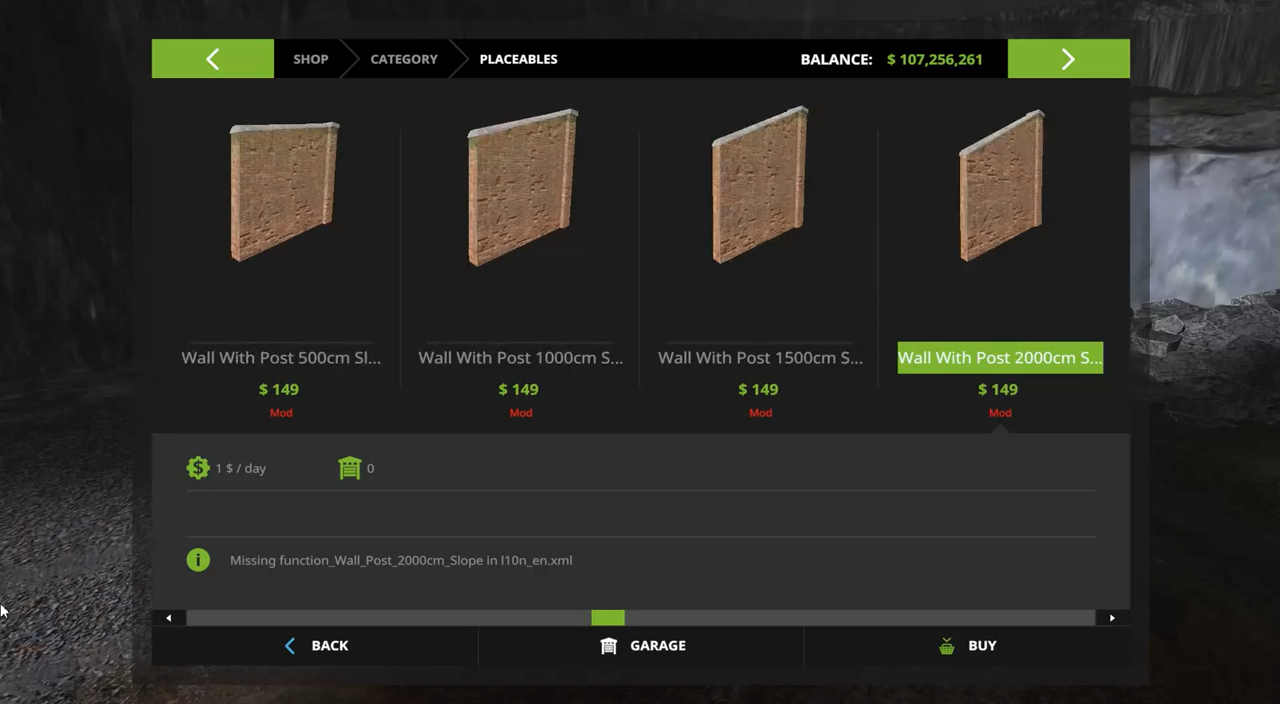 SHOP CATEGORY PLACEABLES BALANCE: $ 107,256,261
Wall With Post 500cm Sl... Wall With Post 1000cm S... Wall With Post 1500cm S... Wall With Post 2000cm S...
$ 149 $ 149 $ 149 $ 149
Mod Mod Mod Mod
1 $ / day 0
Missing function_Wall_Post_2000cm_Slope in l10n_en.xml
BACK GARAGE BUY